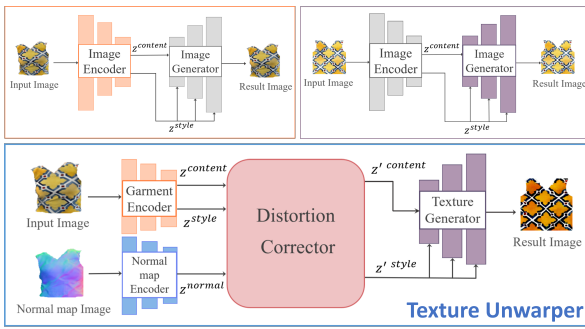 Image
Encoder
z^content
Image
Generator
Input Image
Result Image
z^style
Image
Encoder
z^content
Image
Generator
Input Image
Result Image
z^style
Garment
Encoder
z^content
z^style
Input Image
Normal
map
Encoder
z^normal
Normal map Image
Distortion
Corrector
z' content
z' style
Texture
Generator
Result Image
Texture Unwarper